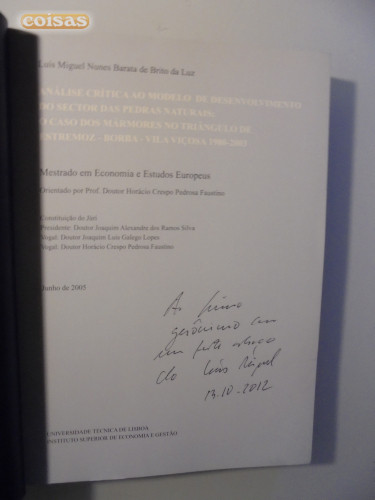 coisas
Luís Miguel Nunes Barata de Brito da Luz
ANÁLISE CRÍTICA AO MODELO DE DESENVOLVIMENTO
DO SECTOR DAS PEDRAS NATURAIS:
O CASO DOS MÁRMORES NO TRIÂNGULO DE
ESTREMOZ - BORBA - VILA VIÇOSA 1980-2003
Mestrado em Economia e Estudos Europeus
Orientado por Prof. Doutor Horácio Crespo Pedrosa Faustino
Constituição do Júri
Presidente: Doutor Joaquim Alexandre dos Ramos Silva
Vogal: Doutor Joaquim Luís Galego Lopes
Vogal: Doutor Horácio Crespo Pedrosa Faustino
Junho de 2005
Ao primo
gerónimo com
um forte abraço
do Luís Miguel
13.10.2012
UNIVERSIDADE TÉCNICA DE LISBOA
INSTITUTO SUPERIOR DE ECONOMIA E GESTÃO